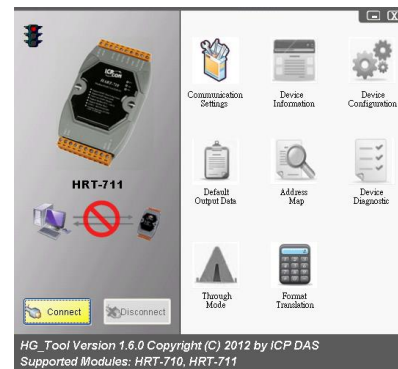 HRT-711
Connect
Disconnect
Communication
Settings
Device
Information
Device
Configuration
Default
Output Data
Address
Map
Device
Diagnostic
Through
Mode
Format
Translation
HG_Tool Version 1.6.0 Copyright (C) 2012 by ICP DAS
Supported Modules: HRT-710, HRT-711